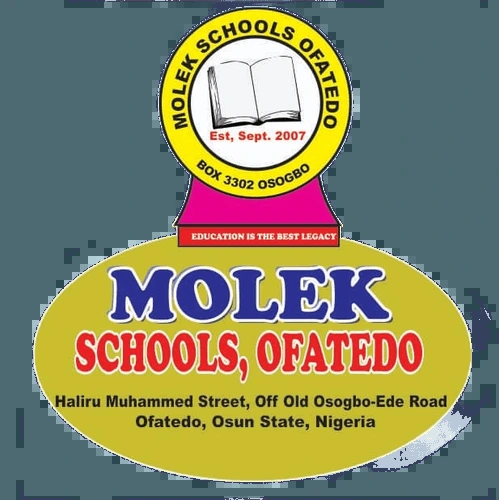 MOLEK SCHOOLS OFATEDO
Est, Sept. 2007
BOX 3302 OSOGBO
EDUCATION IS THE BEST LEGACY
MOLEK
SCHOOLS, OFATEDO
Haliru Muhammed Street, Off Old Osogbo-Ede Road
Ofatedo, Osun State, Nigeria